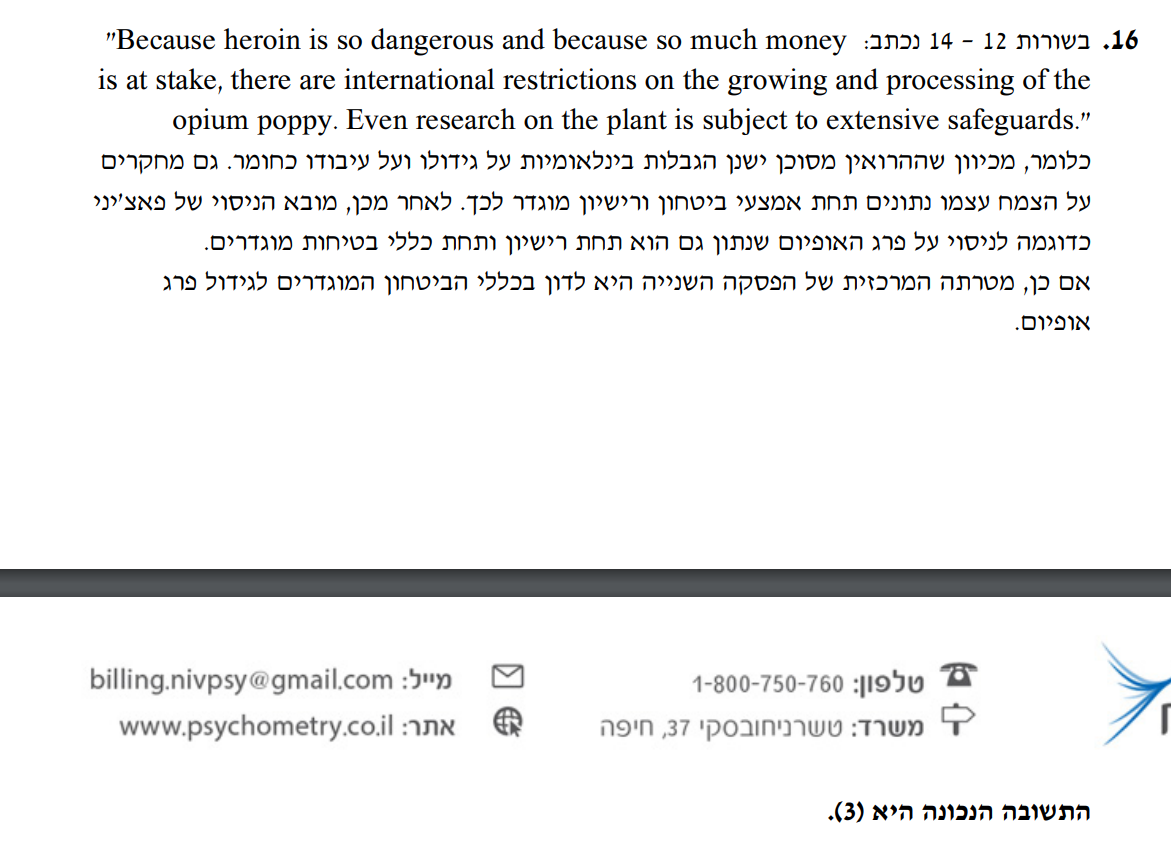 16. בשורות 12 – 14 נכתב: "Because heroin is so dangerous and because so much money
is at stake, there are international restrictions on the growing and processing of the
opium poppy. Even research on the plant is subject to extensive safeguards."
כלומר, מכיוון שההרואין מסוכן ישנן הגבלות בינלאומיות על גידולו ועל עיבודו כחומר. גם מחקרים
על הצמח עצמו נתונים תחת אמצעי ביטחון ורישיון מוגדר לכך. לאחר מכן, מובא הניסוי של פאצ'יני
כדוגמה לניסוי על פרג האופיום שנתון גם הוא תחת רישיון ותחת כללי בטיחות מוגדרים.
אם כן, מטרתה המרכזית של הפסקה השנייה היא לדון בכללי הביטחון המוגדרים לגידול פרג
אופיום.
טלפון: 1-800-750-760
מייל: billing.nivpsy@gmail.com
משרד: טשרניחובסקי 37, חיפה
אתר: www.psychometry.co.il
התשובה הנכונה היא (3).